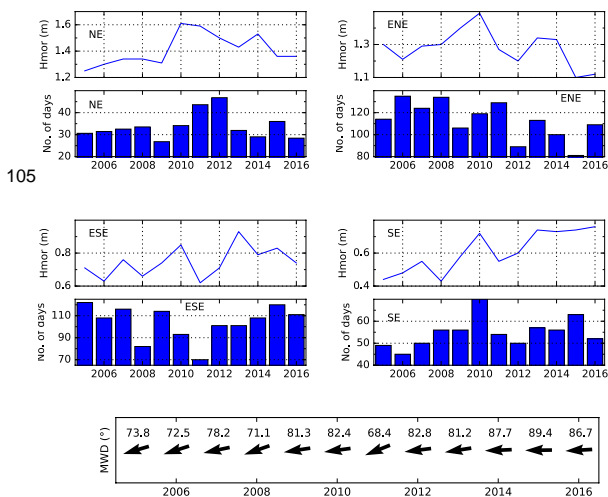 1.6 NE
1.4
1.2
Hmor (m)
40 NE
30
20
No. of days
2006 2008 2010 2012 2014 2016
1.5 ENE
1.3
1.1
Hmor (m)
120 ENE
100
80
No. of days
2006 2008 2010 2012 2014 2016
105
ESE
0.8
0.6
Hmor (m)
ESE
110
90
70
No. of days
2006 2008 2010 2012 2014 2016
SE
0.6
0.4
Hmor (m)
60
50 SE
40
No. of days
2006 2008 2010 2012 2014 2016
MWD (°)
73.8 72.5 78.2 71.1 81.3 82.4 68.4 82.8 81.2 87.7 89.4 86.7
2006 2008 2010 2012 2014 2016